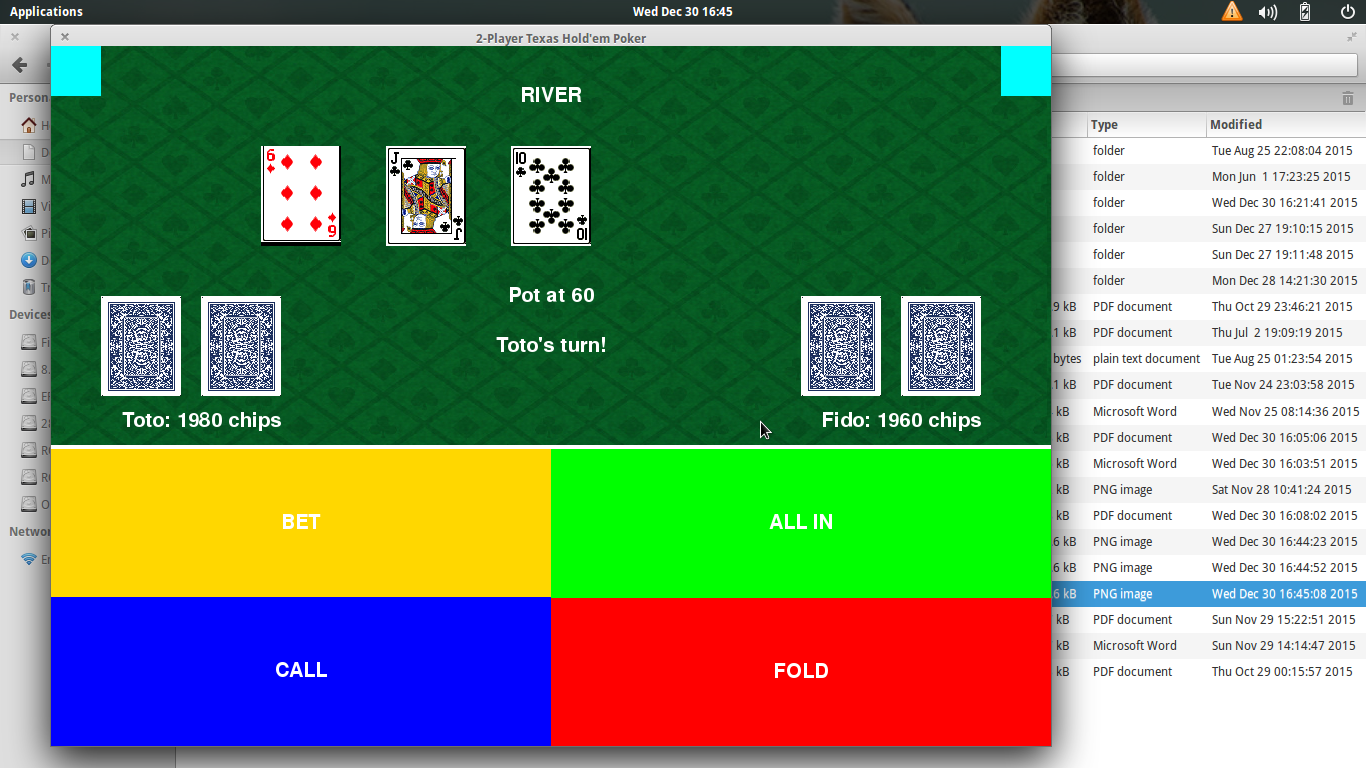 Applications
Wed Dec 30 16:45
2-Player Texas Hold'em Poker
RIVER
6
6
J
J
10
10
Pot at 60
Toto's turn!
Toto: 1980 chips
Fido: 1960 chips
BET
ALL IN
CALL
FOLD
Person
Devices
Networ
Type Modified
folder Tue Aug 25 22:08:04 2015
folder Mon Jun 1 17:23:25 2015
folder Wed Dec 30 16:21:41 2015
folder Sun Dec 27 19:10:15 2015
folder Sun Dec 27 19:11:48 2015
folder Mon Dec 28 14:21:30 2015
9 kB PDF document Thu Oct 29 23:46:21 2015
1 kB PDF document Thu Jul 2 19:09:19 2015
bytes plain text document Tue Aug 25 01:23:54 2015
1 kB PDF document Tue Nov 24 23:03:58 2015
kB Microsoft Word Wed Nov 25 08:14:36 2015
kB PDF document Wed Dec 30 16:05:06 2015
kB Microsoft Word Wed Dec 30 16:03:51 2015
kB PNG image Sat Nov 28 10:41:24 2015
kB PDF document Wed Dec 30 16:08:02 2015
6 kB PNG image Wed Dec 30 16:44:23 2015
6 kB PNG image Wed Dec 30 16:44:52 2015
6 kB PNG image Wed Dec 30 16:45:08 2015
kB PDF document Sun Nov 29 15:22:51 2015
kB Microsoft Word Sun Nov 29 14:14:47 2015
kB PDF document Thu Oct 29 00:15:57 2015